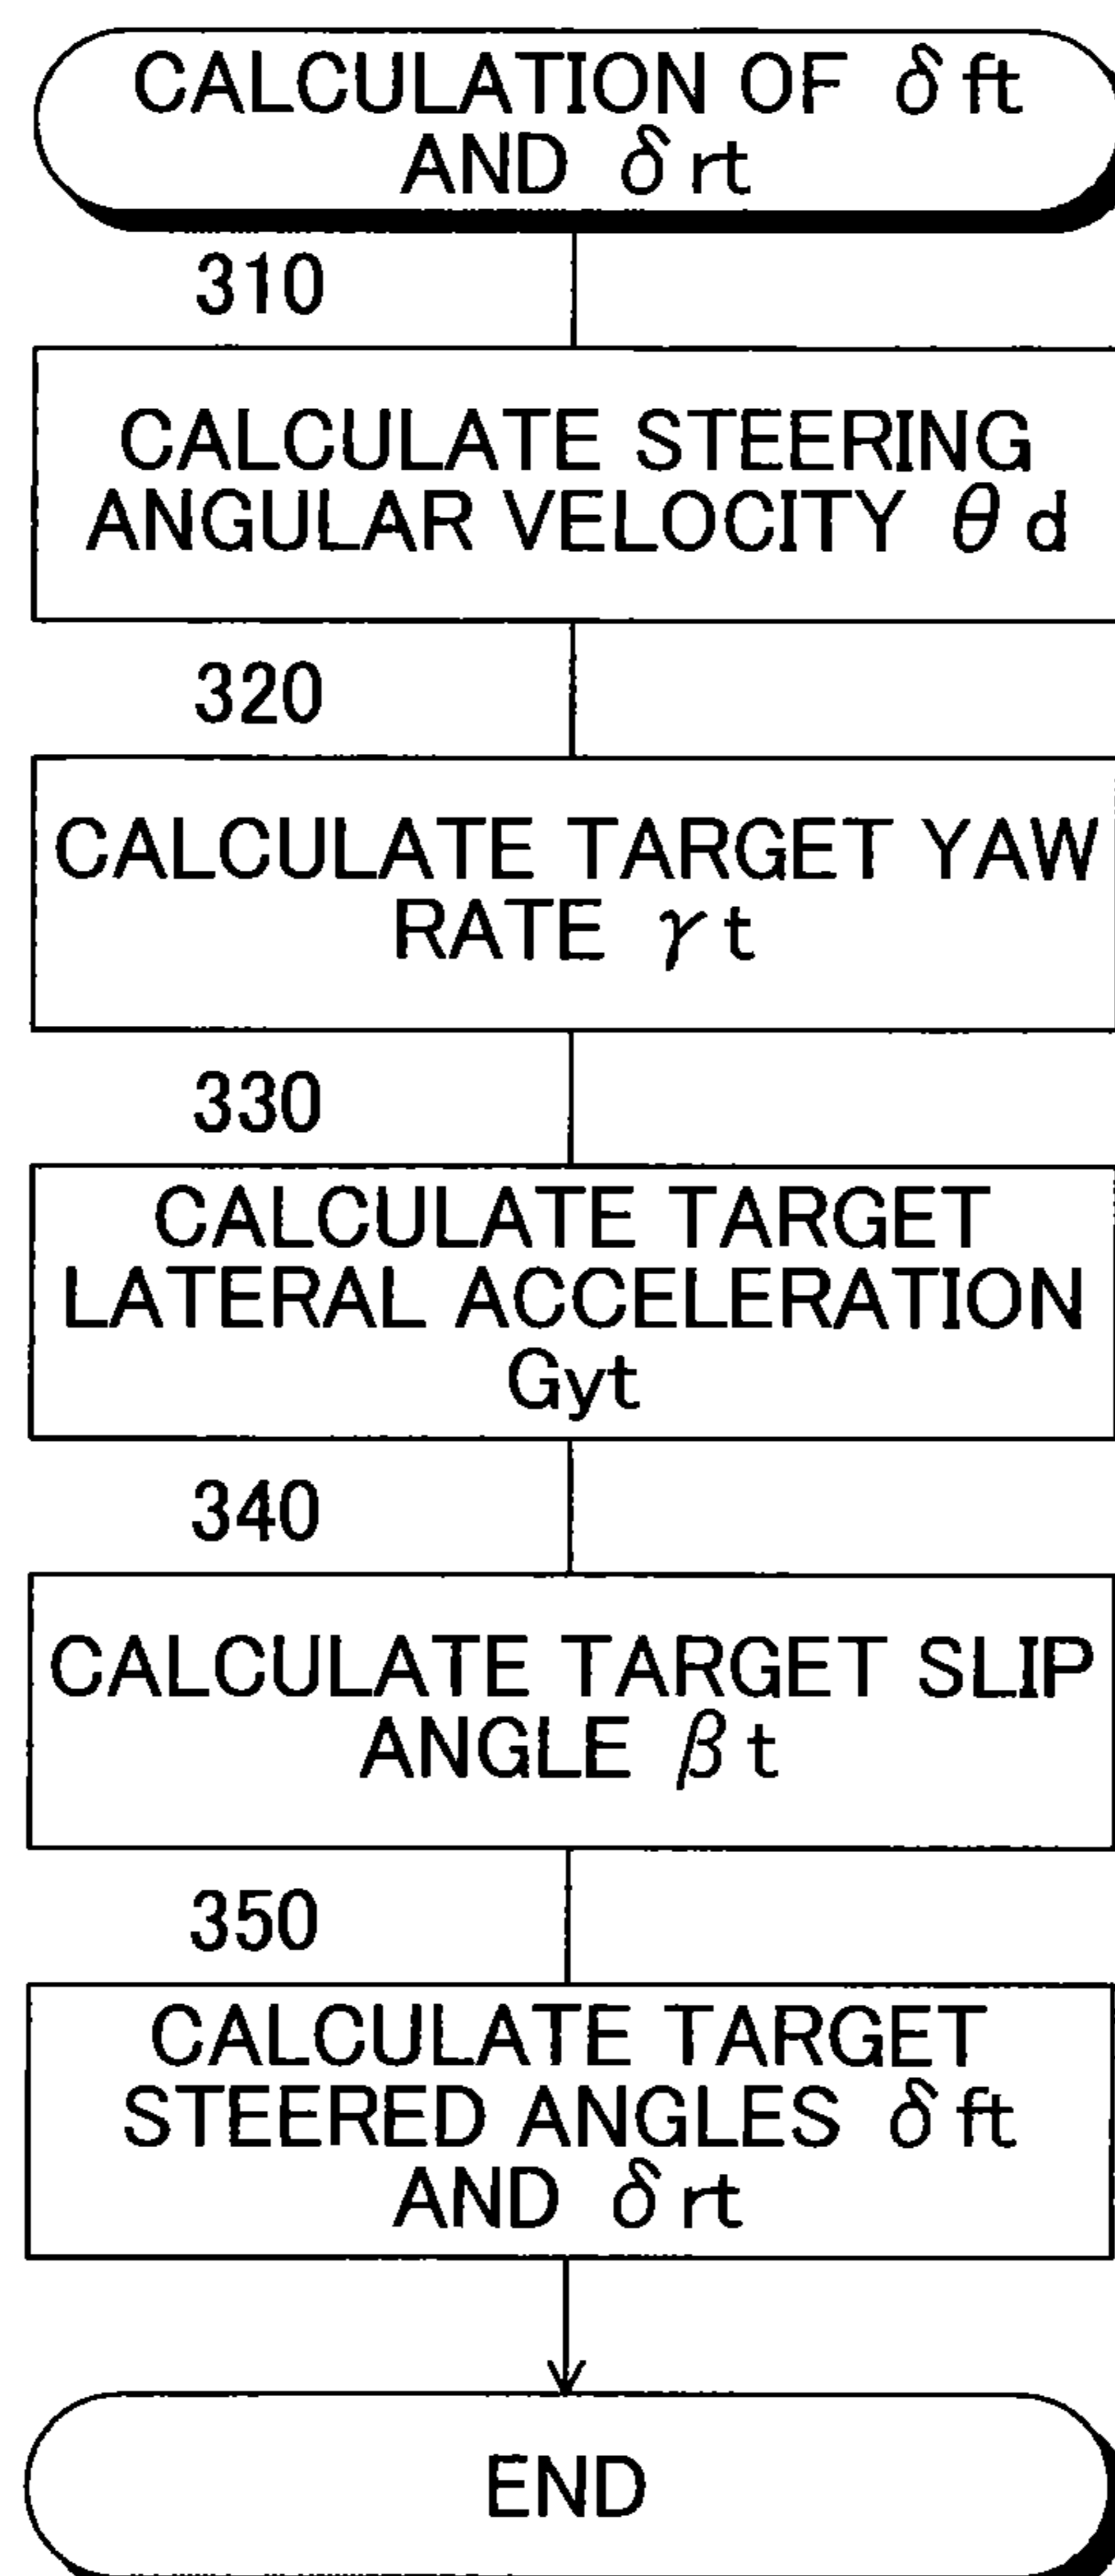 CALCULATION OF δft
AND δrt
310
CALCULATE STEERING
ANGULAR VELOCITY θd
320
CALCULATE TARGET YAW
RATE γt
330
CALCULATE TARGET
LATERAL ACCELERATION
Gyt
340
CALCULATE TARGET SLIP
ANGLE βt
350
CALCULATE TARGET
STEERED ANGLES δft
AND δrt
END